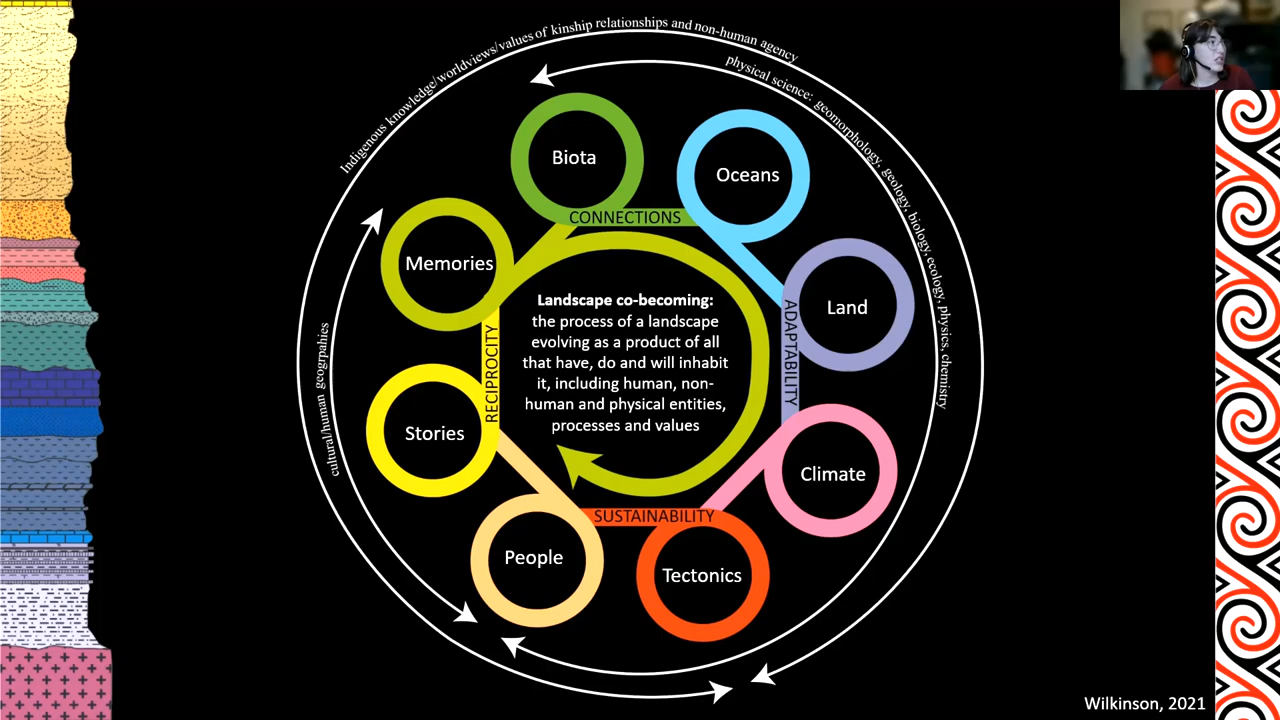 Indigenous knowledge/worldviews/values of kinship relationships and non-human agency
physical science: geomorphology, geology, biology, ecology, physics, chemistry
cultural/human geogrpahies
Biota
Oceans
CONNECTIONS
Memories
Land
ADAPTABILITY
RECIPROCITY
Landscape co-becoming:
the process of a landscape
evolving as a product of all
that have, do and will inhabit
it, including human, non-
human and physical entities,
processes and values
Stories
Climate
SUSTAINABILITY
People
Tectonics
Wilkinson, 2021